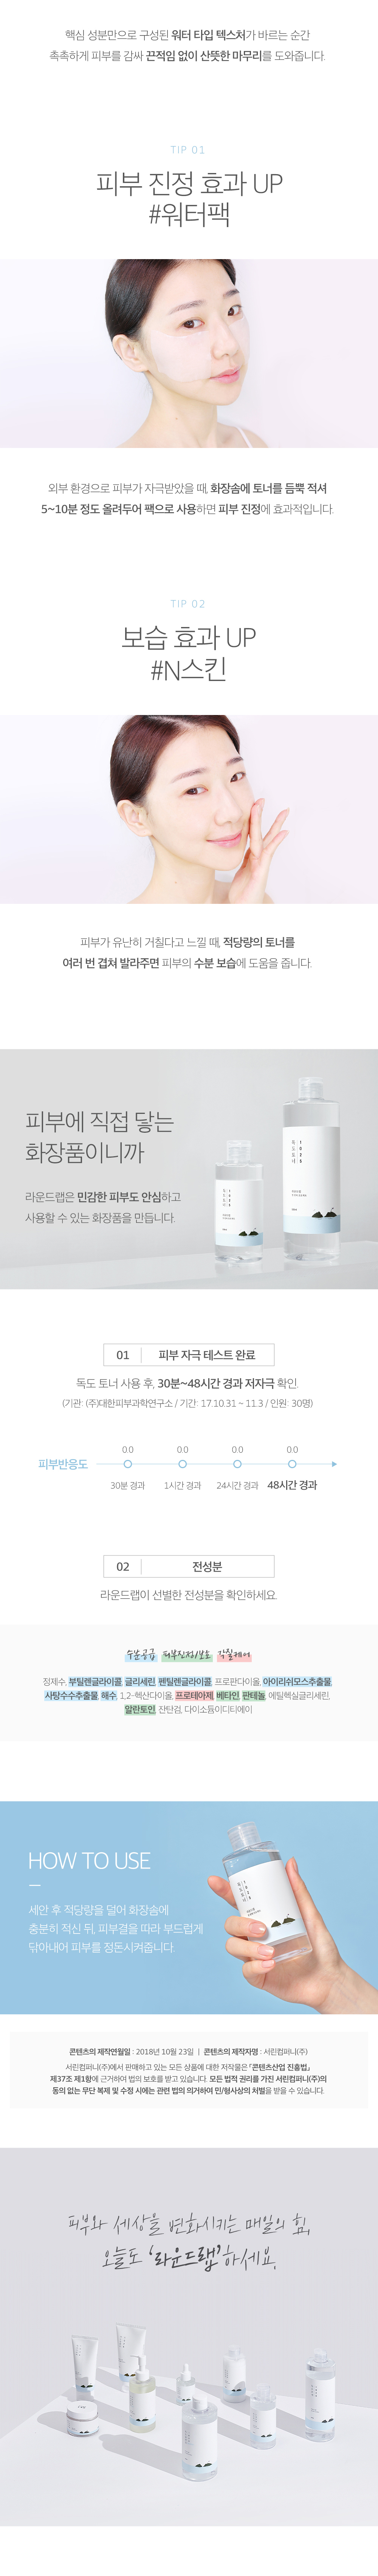 핵심 성분만으로 구성된 워터 타입 텍스처가 바르는 순간
촉촉하게 피부를 감싸 끈적임 없이 산뜻한 마무리를 도와줍니다.
TIP 01
피부 진정 효과 UP
#워터팩
외부 환경으로 피부가 자극받았을 때, 화장솜에 토너를 듬뿍 적셔
5~10분 정도 올려두어 팩으로 사용하면 피부 진정에 효과적입니다.
TIP 02
보습 효과 UP
#N스킨
피부가 유난히 거칠다고 느낄 때, 적당량의 토너를
여러 번 겹쳐 발라주면 피부의 수분 보습에 도움을 줍니다.
피부에 직접 닿는
화장품이니까
라운드랩은 민감한 피부도 안심하고
사용할 수 있는 화장품을 만듭니다.
01 피부 자극 테스트 완료
독도 토너 사용 후, 30분~48시간 경과 저자극 확인.
(기관: (주)대한피부과학연구소 / 기간: 17.10.31 ~ 11.3 / 인원: 30명)
0.0 0.0 0.0 0.0
피부반응도
30분 경과 1시간 경과 24시간 경과 48시간 경과
02 전성분
라운드랩이 선별한 전성분을 확인하세요.
수분공급 피부진정/보호 각질케어
정제수, 부틸렌글라이콜, 글리세린, 펜틸렌글라이콜, 프로판다이올, 아이리쉬모스추출물,
사탕수수추출물, 해수, 1,2-헥산다이올, 프로테아제, 베타인, 판테놀, 에틸헥실글리세린,
알란토인, 잔탄검, 다이소듐이디티에이
HOW TO USE
세안 후 적당량을 덜어 화장솜에
충분히 적신 뒤, 피부결을 따라 부드럽게
닦아내어 피부를 정돈시켜줍니다.
콘텐츠의 제작연월일 : 2018년 10월 23일 | 콘텐츠의 제작자명 : 서린컴퍼니(주)
서린컴퍼니(주)에서 판매하고 있는 모든 상품에 대한 저작물은 「콘텐츠산업 진흥법」
제37조 제1항에 근거하여 법의 보호를 받고 있습니다. 모든 법적 권리를 가진 서린컴퍼니(주)의
동의 없는 무단 복제 및 수정 시에는 관련 법의 의거하여 민/형사상의 처벌을 받을 수 있습니다.
피부와 세상을 변화시키는 매일의 힘,
오늘도 '라운드랩'하세요.